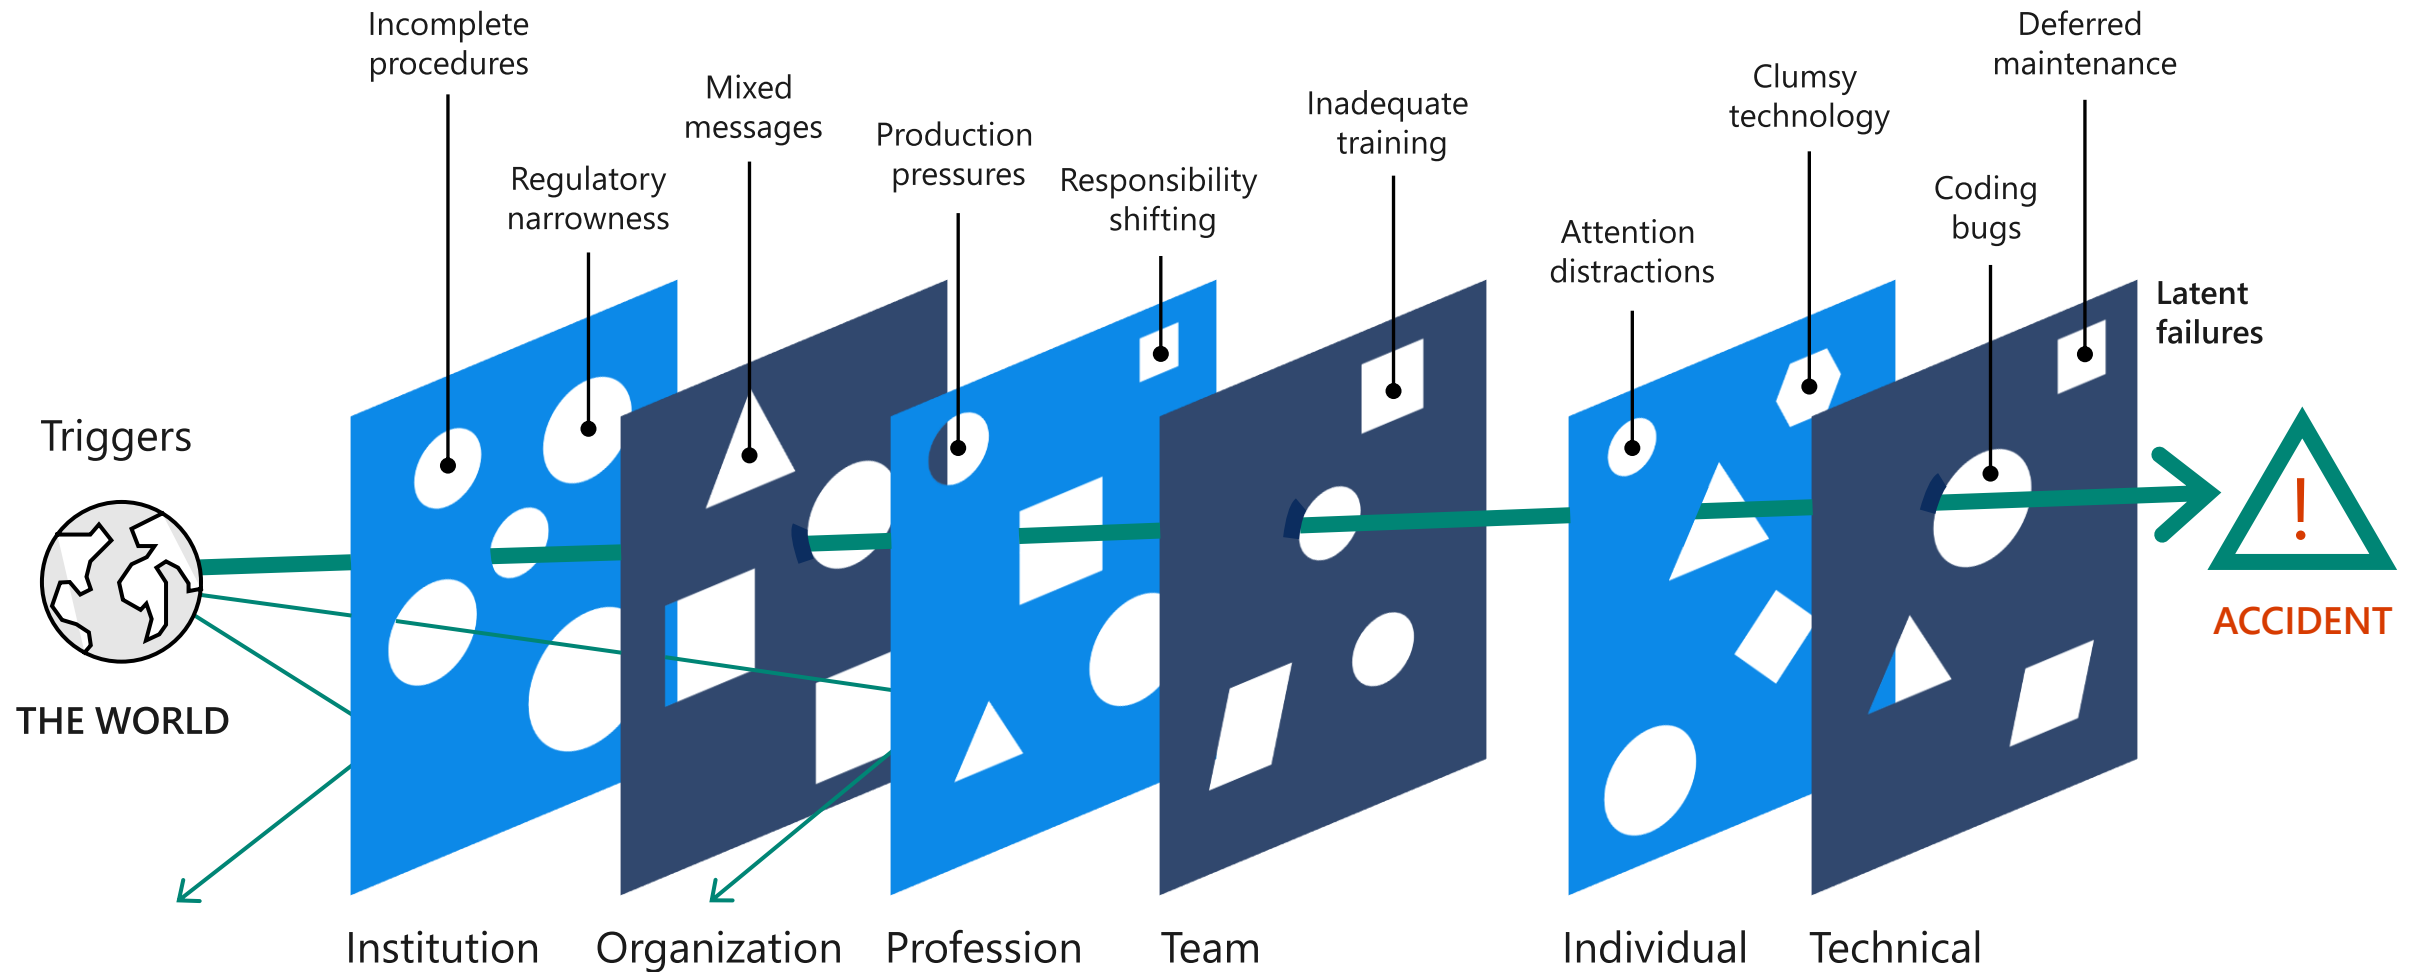 Incomplete
procedures
Regulatory
narrowness
Mixed
messages
Production
pressures
Responsibility
shifting
Inadequate
training
Attention
distractions
Clumsy
technology
Coding
bugs
Deferred
maintenance
Latent
failures
Triggers
THE WORLD
!
ACCIDENT
Institution
Organization
Profession
Team
Individual
Technical